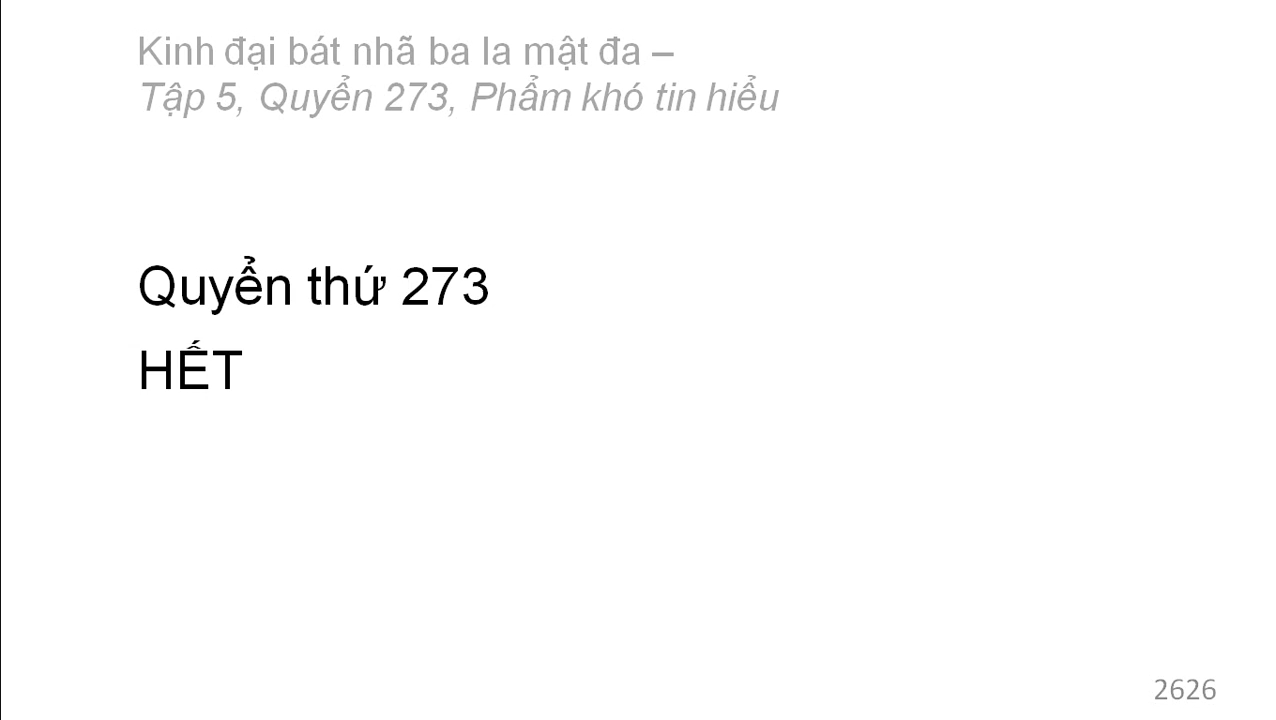 Kinh đại bát nhã ba la mật đa –
Tập 5, Quyển 273, Phẩm khó tin hiểu
Quyển thứ 273
HẾT
2626